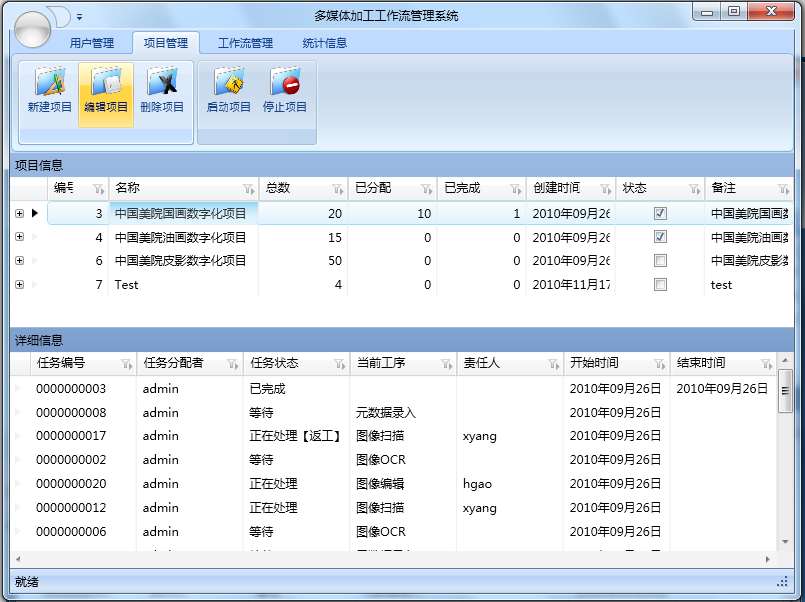 多媒体加工工作流管理系统
用户管理 项目管理 工作流管理 统计信息
新建项目 编辑项目 删除项目 启动项目 停止项目
项目信息
编号 名称 总数 已分配 已完成 创建时间 状态 备注
3 中国美院国画数字化项目 20 10 1 2010年09月26 中国美院国画
4 中国美院油画数字化项目 15 0 0 2010年09月26 中国美院油画
6 中国美院皮影数字化项目 50 0 0 2010年09月26 中国美院皮影
7 Test 4 0 0 2010年11月17 test
详细信息
任务编号 任务分配者 任务状态 当前工序 责任人 开始时间 结束时间
0000000003 admin 已完成 2010年09月26日 2010年09月26日
0000000008 admin 等待 元数据录入 2010年09月26日
0000000017 admin 正在处理【返工】 图像扫描 xyang 2010年09月26日
0000000002 admin 等待 图像OCR 2010年09月26日
0000000020 admin 正在处理 图像编辑 hgao 2010年09月26日
0000000012 admin 正在处理 图像扫描 xyang 2010年09月26日
0000000006 admin 等待 图像OCR 2010年09月26日
就绪